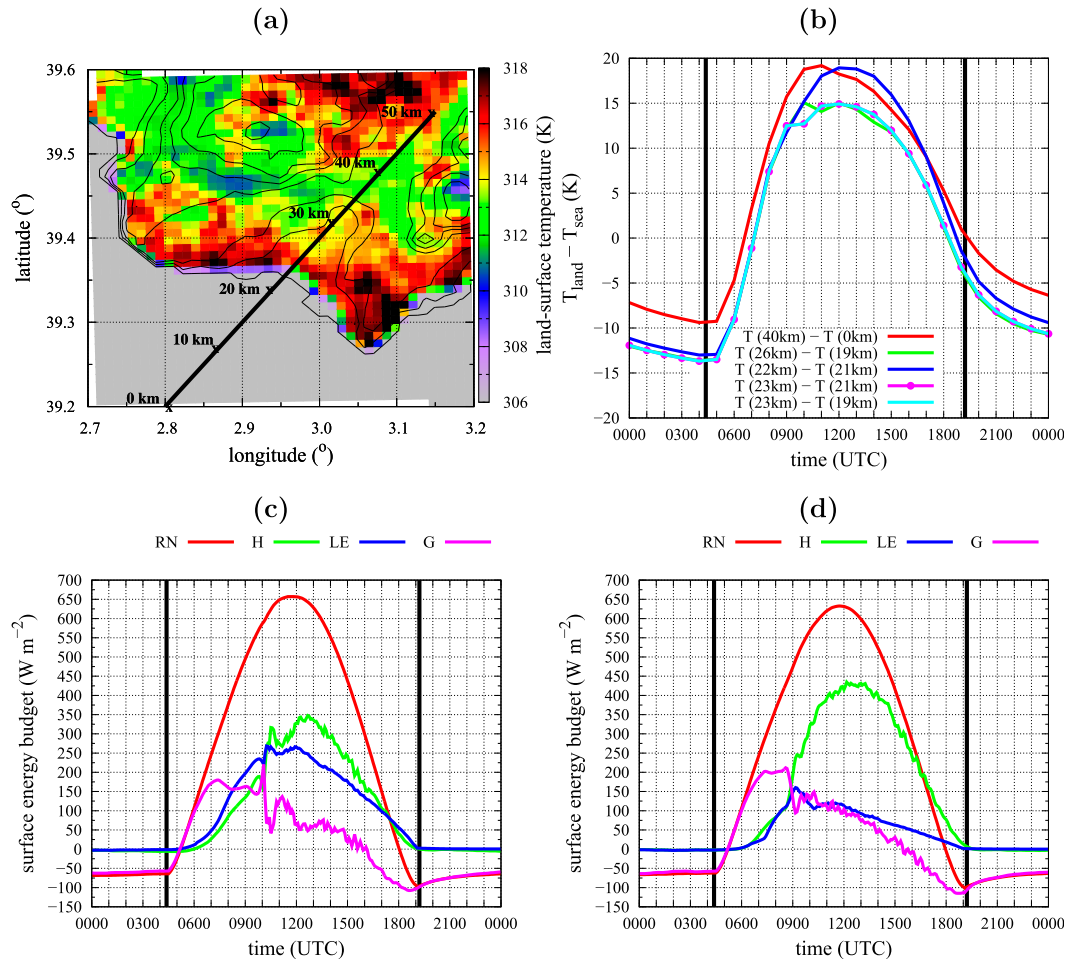 (a)
39.6
39.5
39.4
39.3
39.2
2.7 2.8 2.9 3.0 3.1 3.2
latitude (o)
longitude (o)
50 km
40 km
30 km
20 km
10 km
0 km
318
316
314
312
310
308
306
land-surface temperature (K)
(b)
20
15
10
5
0
−5
−10
−15
−20
Tland − Tsea (K)
T (40km) − T (0km)
T (26km) − T (19km)
T (22km) − T (21km)
T (23km) − T (21km)
T (23km) − T (19km)
0000 0300 0600 0900 1200 1500 1800 2100 0000
time (UTC)
(c)
RN H LE G
700
650
600
550
500
450
400
350
300
250
200
150
100
50
0
−50
−100
−150
surface energy budget (W m−2)
0000 0300 0600 0900 1200 1500 1800 2100 0000
time (UTC)
(d)
RN H LE G
700
650
600
550
500
450
400
350
300
250
200
150
100
50
0
−50
−100
−150
surface energy budget (W m−2)
0000 0300 0600 0900 1200 1500 1800 2100 0000
time (UTC)